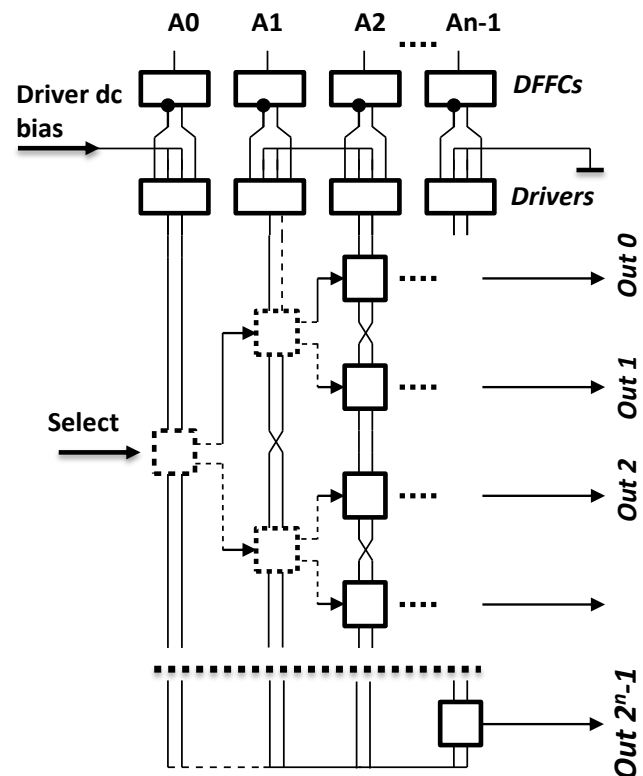 A0 A1 A2 An-1
DFFCs
Driver dc
bias
Drivers
Out 0
Out 1
Select
Out 2
Out 2ⁿ-1